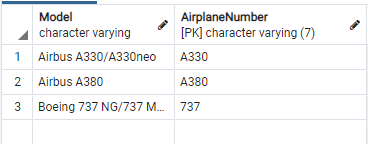 Model
character varying
AirplaneNumber
[PK] character varying (7)
1 Airbus A330/A330neo A330
2 Airbus A380 A380
3 Boeing 737 NG/737 M... 737